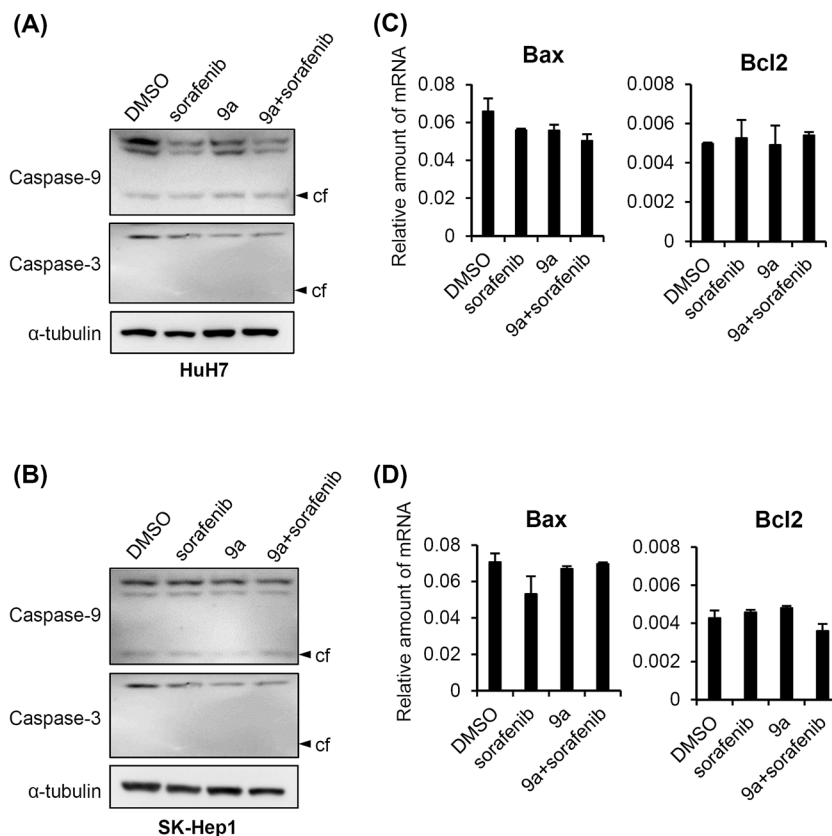 (A)
DMSO
sorafenib
9a
9a+sorafenib
Caspase-9
cf
Caspase-3
cf
α-tubulin
HuH7
(C)
Bax
Relative amount of mRNA
0.08
0.06
0.04
0.02
0
DMSO
sorafenib
9a
9a+sorafenib
Bcl2
0.008
0.006
0.004
0.002
0
DMSO
sorafenib
9a
9a+sorafenib
(B)
DMSO
sorafenib
9a
9a+sorafenib
Caspase-9
cf
Caspase-3
cf
α-tubulin
SK-Hep1
(D)
Bax
Relative amount of mRNA
0.08
0.06
0.04
0.02
0
DMSO
sorafenib
9a
9a+sorafenib
Bcl2
0.008
0.006
0.004
0.002
0
DMSO
sorafenib
9a
9a+sorafenib